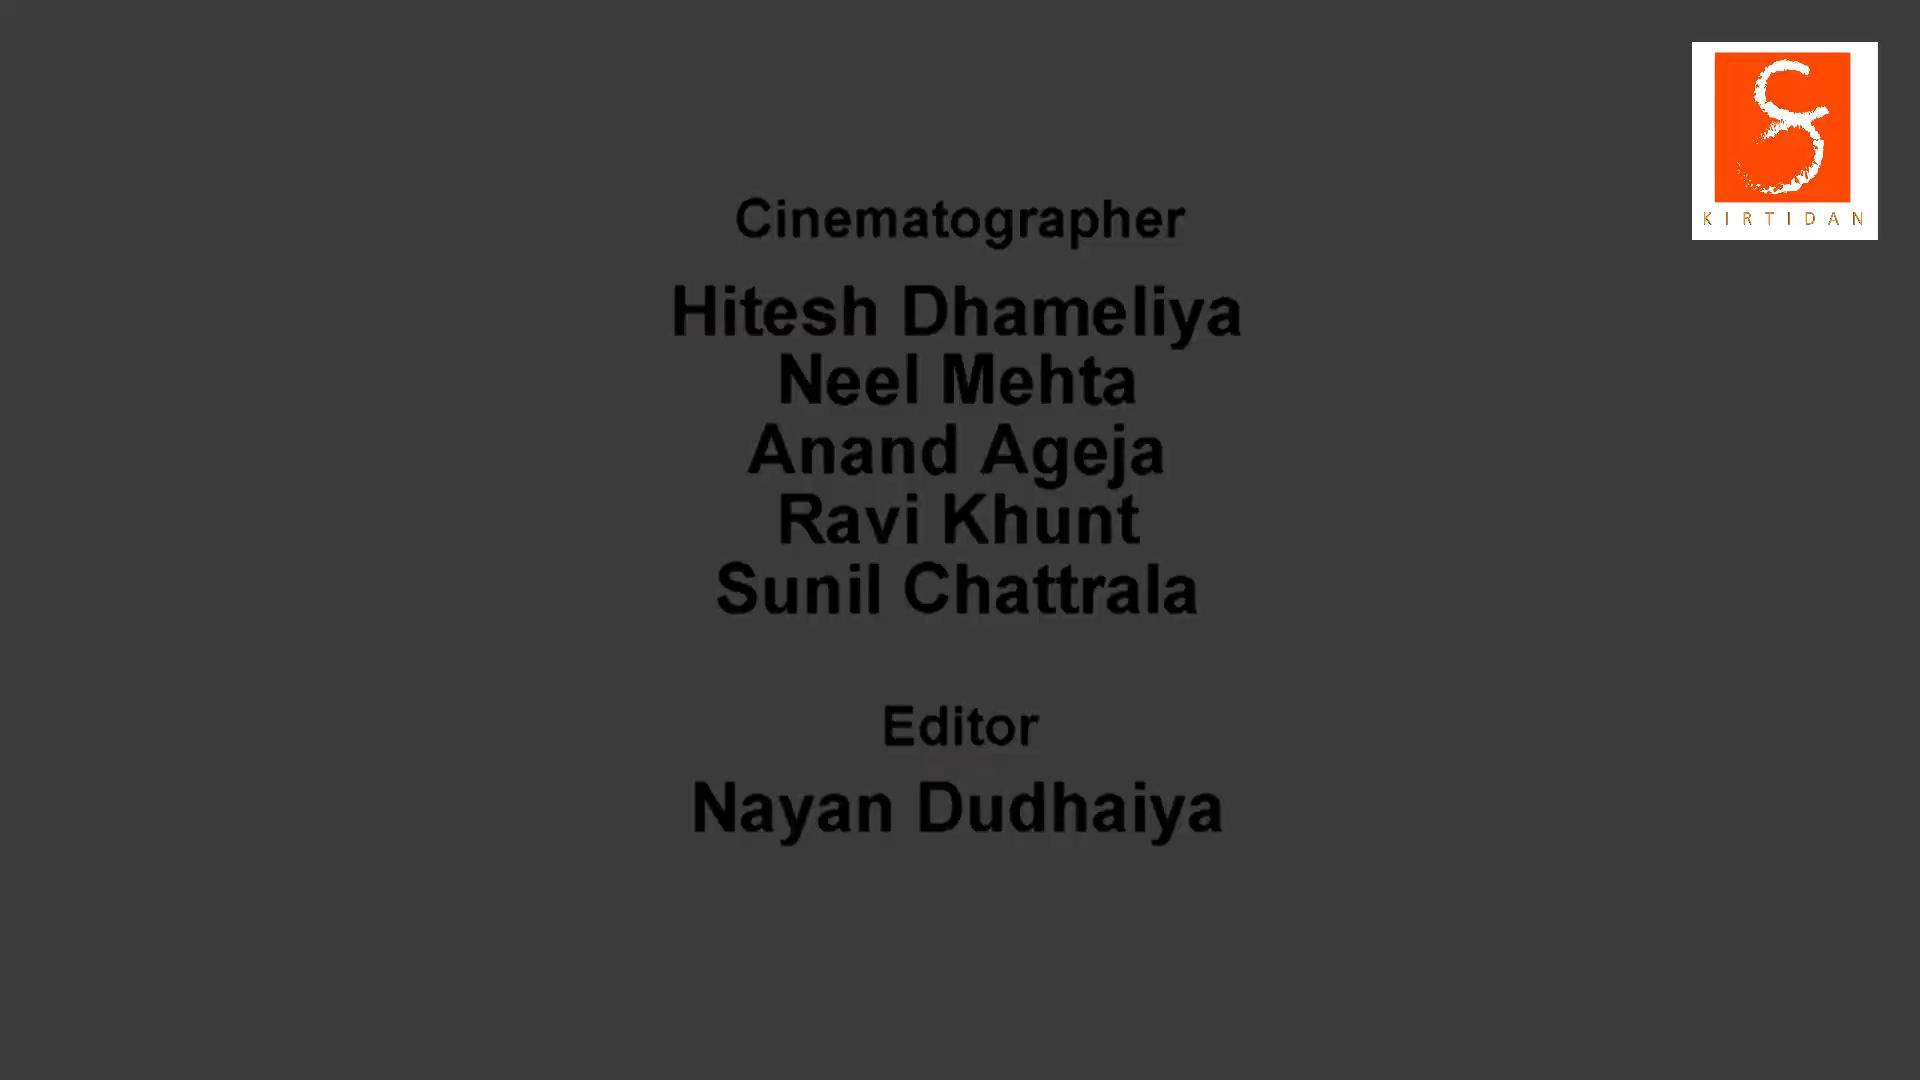 KIRTIDAN
Cinematographer
Hitesh Dhameliya
Neel Mehta
Anand Ageja
Ravi Khunt
Sunil Chattrala
Editor
Nayan Dudhaiya